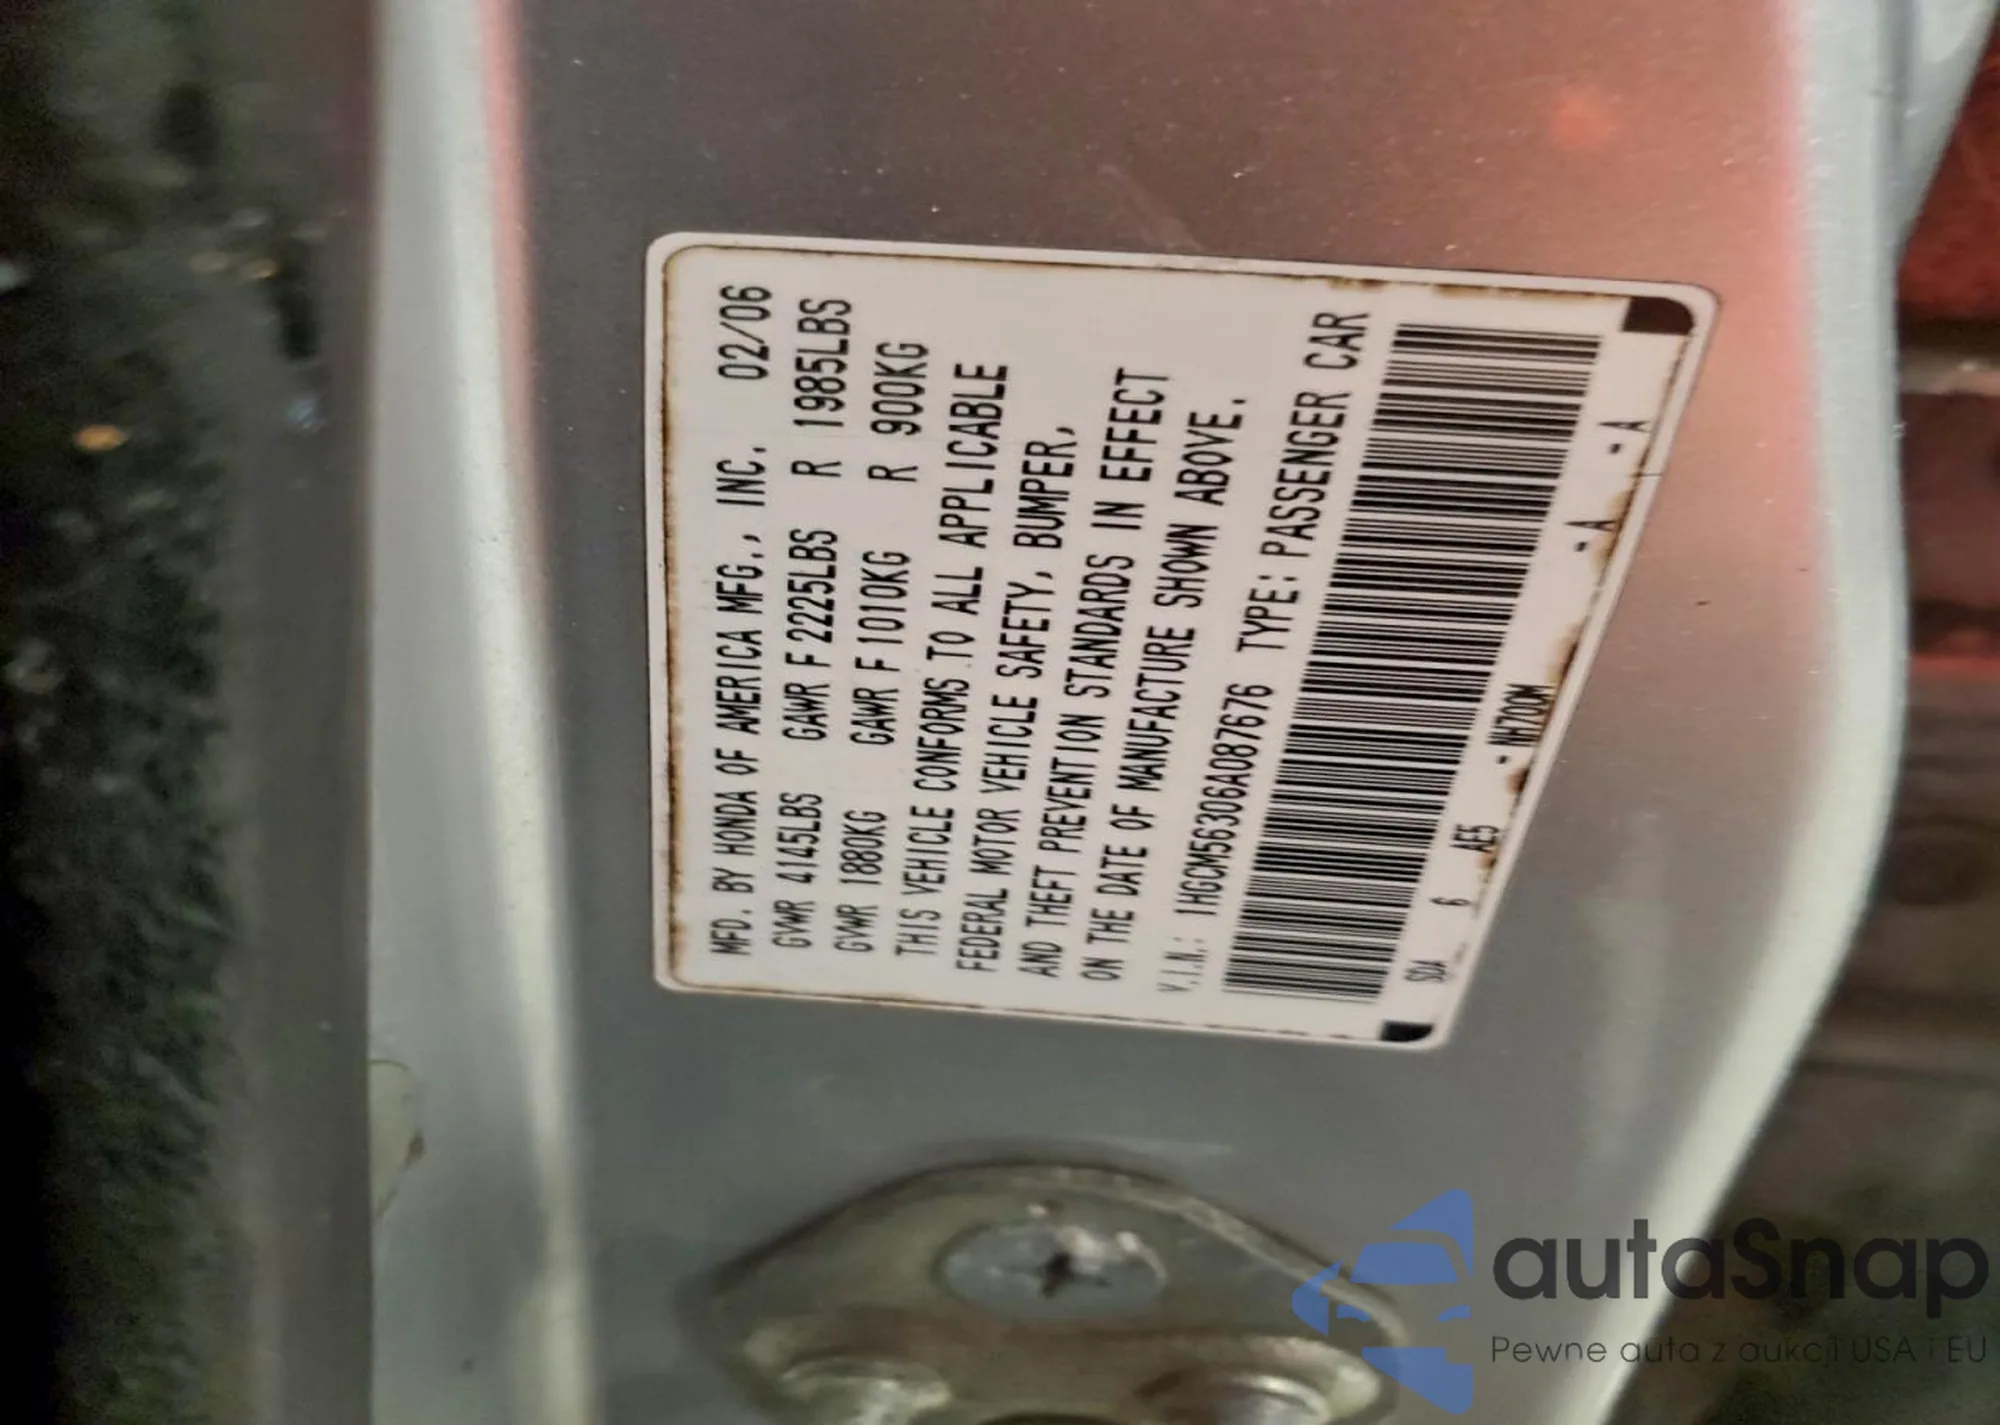 MFD. BY HONDA OF AMERICA MFG., INC. 02/06
GVWR 4145LBS GAWR F 2225LBS R 1985LBS
GVWR 1880KG GAWR F 1010KG R 900KG
THIS VEHICLE CONFORMS TO ALL APPLICABLE
FEDERAL MOTOR VEHICLE SAFETY, BUMPER,
AND THEFT PREVENTION STANDARDS IN EFFECT
ON THE DATE OF MANUFACTURE SHOWN ABOVE.
V.I.N.: 1HGCM56306A087676 TYPE: PASSENGER CAR
SDA 6 AE5 - NH700M - A - A
autaSnap
Pewne auta z aukcji USA i EU